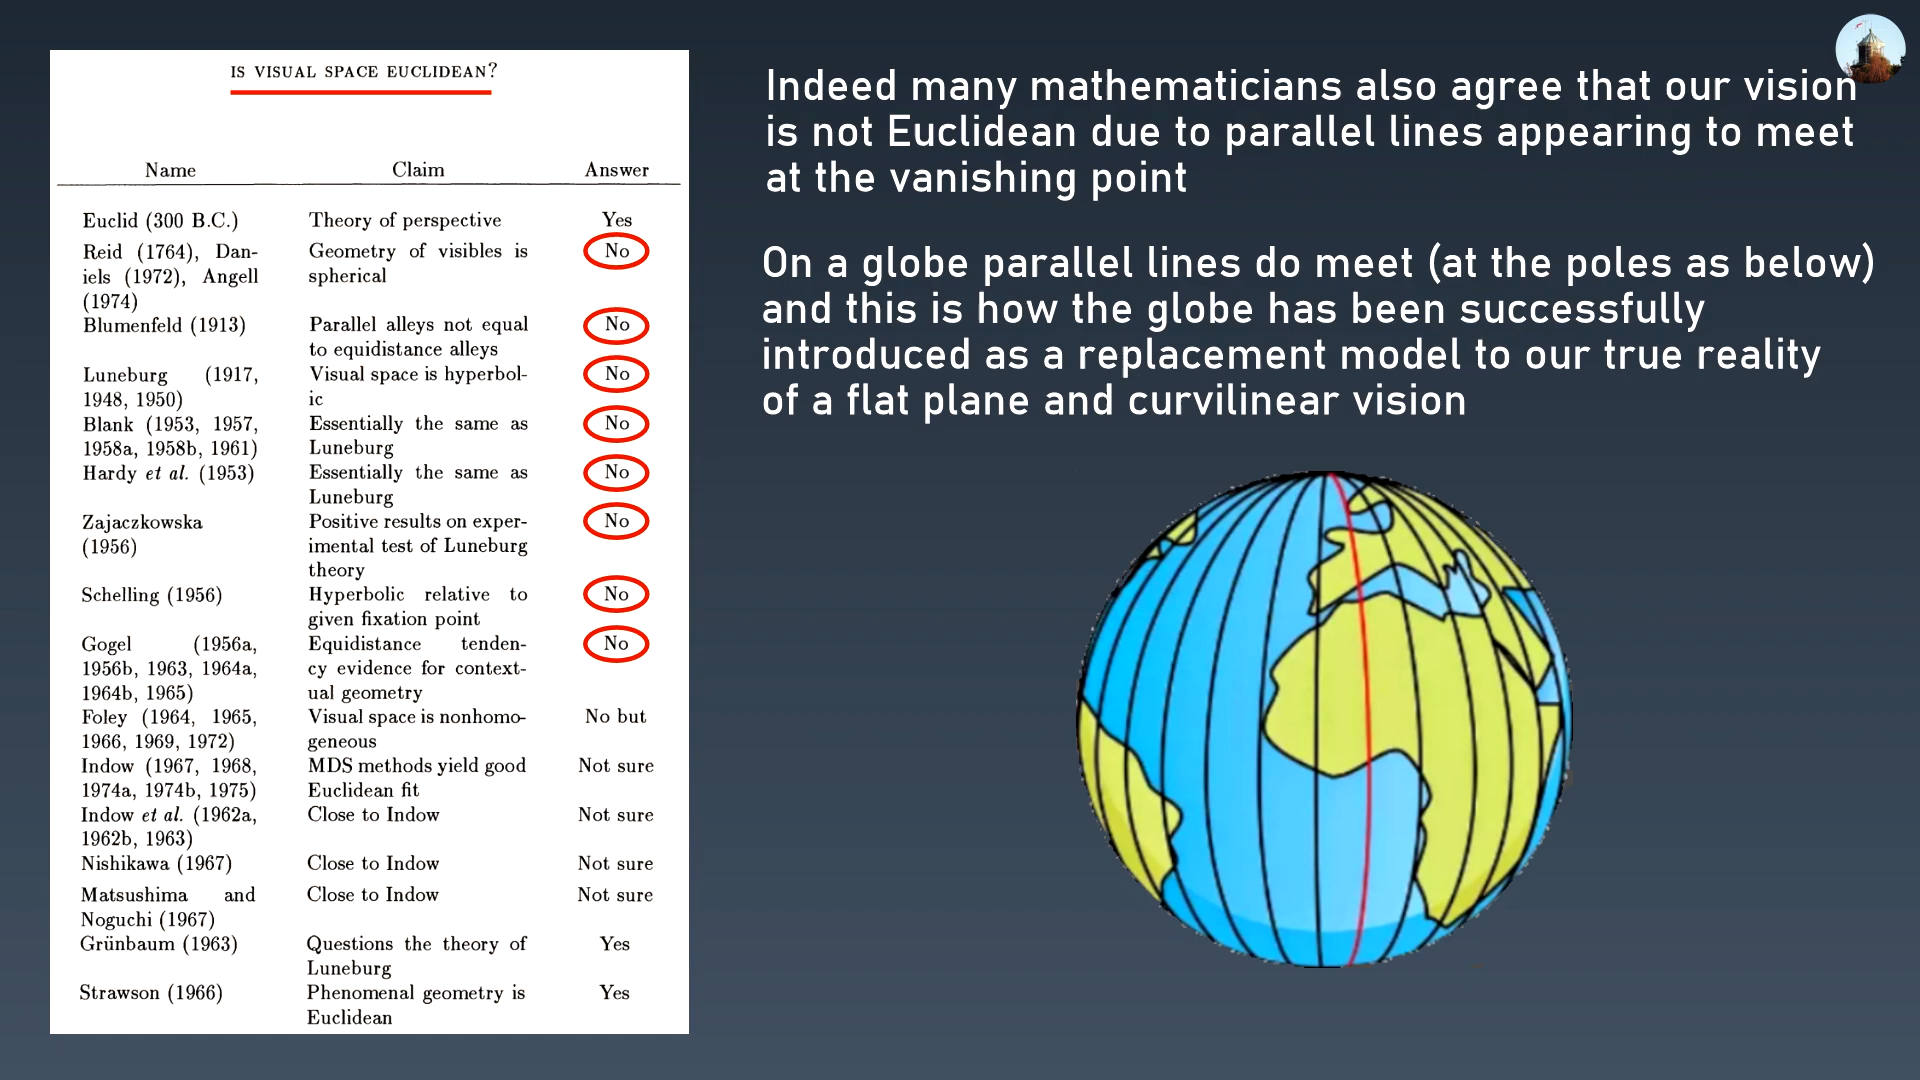 IS VISUAL SPACE EUCLIDEAN?
Name Claim Answer
Euclid (300 B.C.) Theory of perspective Yes
Reid (1764), Dan- Geometry of visibles is No
iels (1972), Angell spherical
(1974)
Blumenfeld (1913) Parallel alleys not equal No
to equidistance alleys
Luneburg (1917, Visual space is hyperbol- No
1948, 1950) ic
Blank (1953, 1957, Essentially the same as No
1958a, 1958b, 1961) Luneburg
Hardy et al. (1953) Essentially the same as No
Luneburg
Zajaczkowska Positive results on exper- No
(1956) imental test of Luneburg
theory
Schelling (1956) Hyperbolic relative to No
given fixation point
Gogel (1956a, Equidistance tenden- No
1956b, 1963, 1964a, cy evidence for context-
1964b, 1965) ual geometry
Foley (1964, 1965, Visual space is nonhomo- No but
1966, 1969, 1972) geneous
Indow (1967, 1968, MDS methods yield good Not sure
1974a, 1974b, 1975) Euclidean fit
Indow et al. (1962a, Close to Indow Not sure
1962b, 1963)
Nishikawa (1967) Close to Indow Not sure
Matsushima and Close to Indow Not sure
Noguchi (1967)
Grünbaum (1963) Questions the theory of Yes
Luneburg
Strawson (1966) Phenomenal geometry is Yes
Euclidean
Indeed many mathematicians also agree that our vision
is not Euclidean due to parallel lines appearing to meet
at the vanishing point
On a globe parallel lines do meet (at the poles as below)
and this is how the globe has been successfully
introduced as a replacement model to our true reality
of a flat plane and curvilinear vision